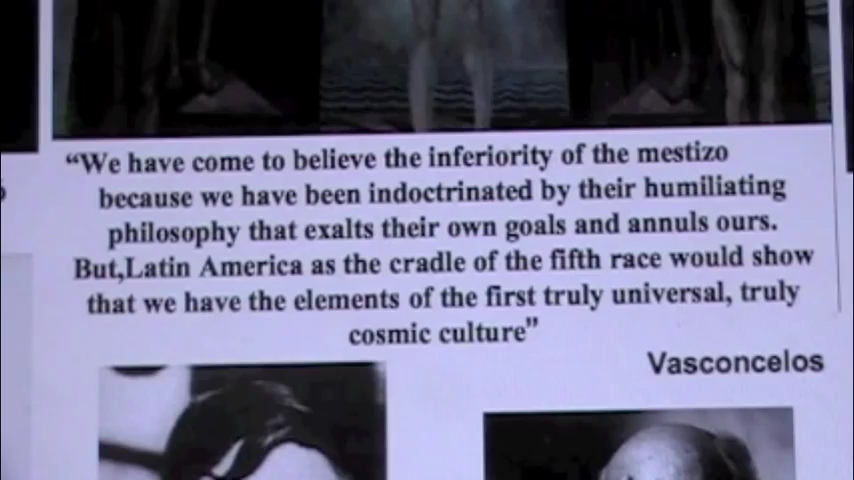 “We have come to believe the inferiority of the mestizo
because we have been indoctrinated by their humiliating
philosophy that exalts their own goals and annuls ours.
But,Latin America as the cradle of the fifth race would show
that we have the elements of the first truly universal, truly
cosmic culture”
Vasconcelos